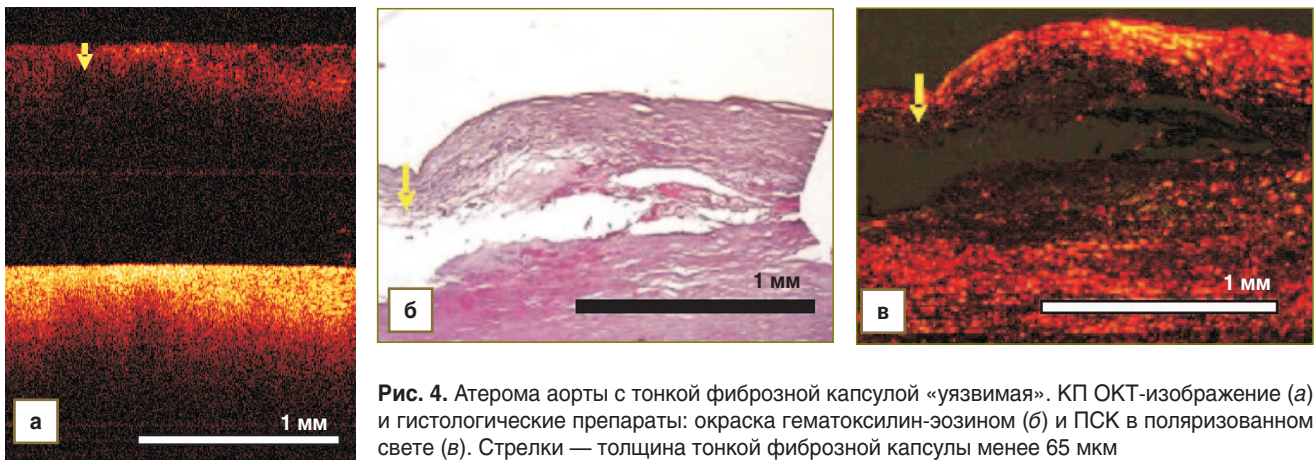 а
1 мм
б
1 мм
в
1 мм
Рис. 4. Атерома аорты с тонкой фиброзной капсулой «уязвимая». КП ОКТ-изображение (а)
и гистологические препараты: окраска гематоксилин-эозином (б) и ПСК в поляризованном
свете (в). Стрелки — толщина тонкой фиброзной капсулы менее 65 мкм